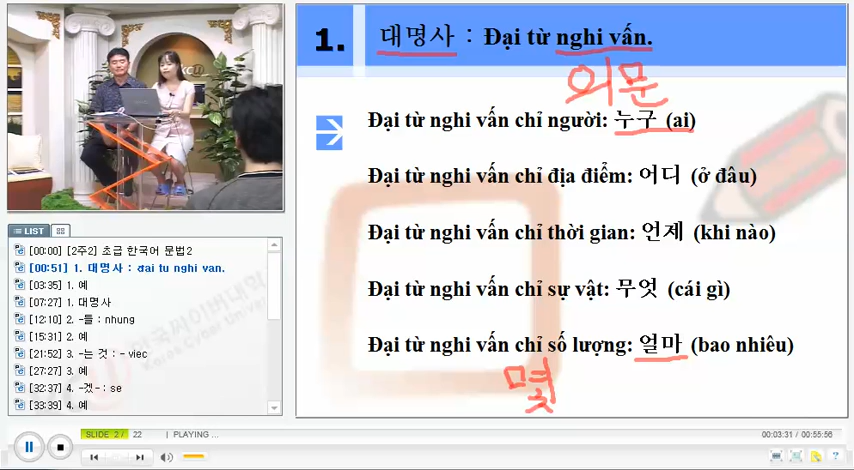 1. 대명사 : Đại từ nghi vấn.
의문
Đại từ nghi vấn chỉ người: 누구 (ai)
Đại từ nghi vấn chỉ địa điểm: 어디 (ở đâu)
Đại từ nghi vấn chỉ thời gian: 언제 (khi nào)
Đại từ nghi vấn chỉ sự vật: 무엇 (cái gì)
Đại từ nghi vấn chỉ số lượng: 얼마 (bao nhiêu)
몇
LIST
[00:00] [2주2] 초급 한국어 문법2
[00:51] 1. 대명사 : đai tu nghi van.
[03:35] 1. 예
[07:27] 1. 대명사
[12:10] 2. -들 : nhung
[15:31] 2. 예
[21:52] 3. -는 것 : - viec
[27:27] 3. 예
[32:37] 4. -겠- : se
[33:39] 4. 예
SLIDE 2 / 22 | PLAYING ...
00:03:31 / 00:55:56